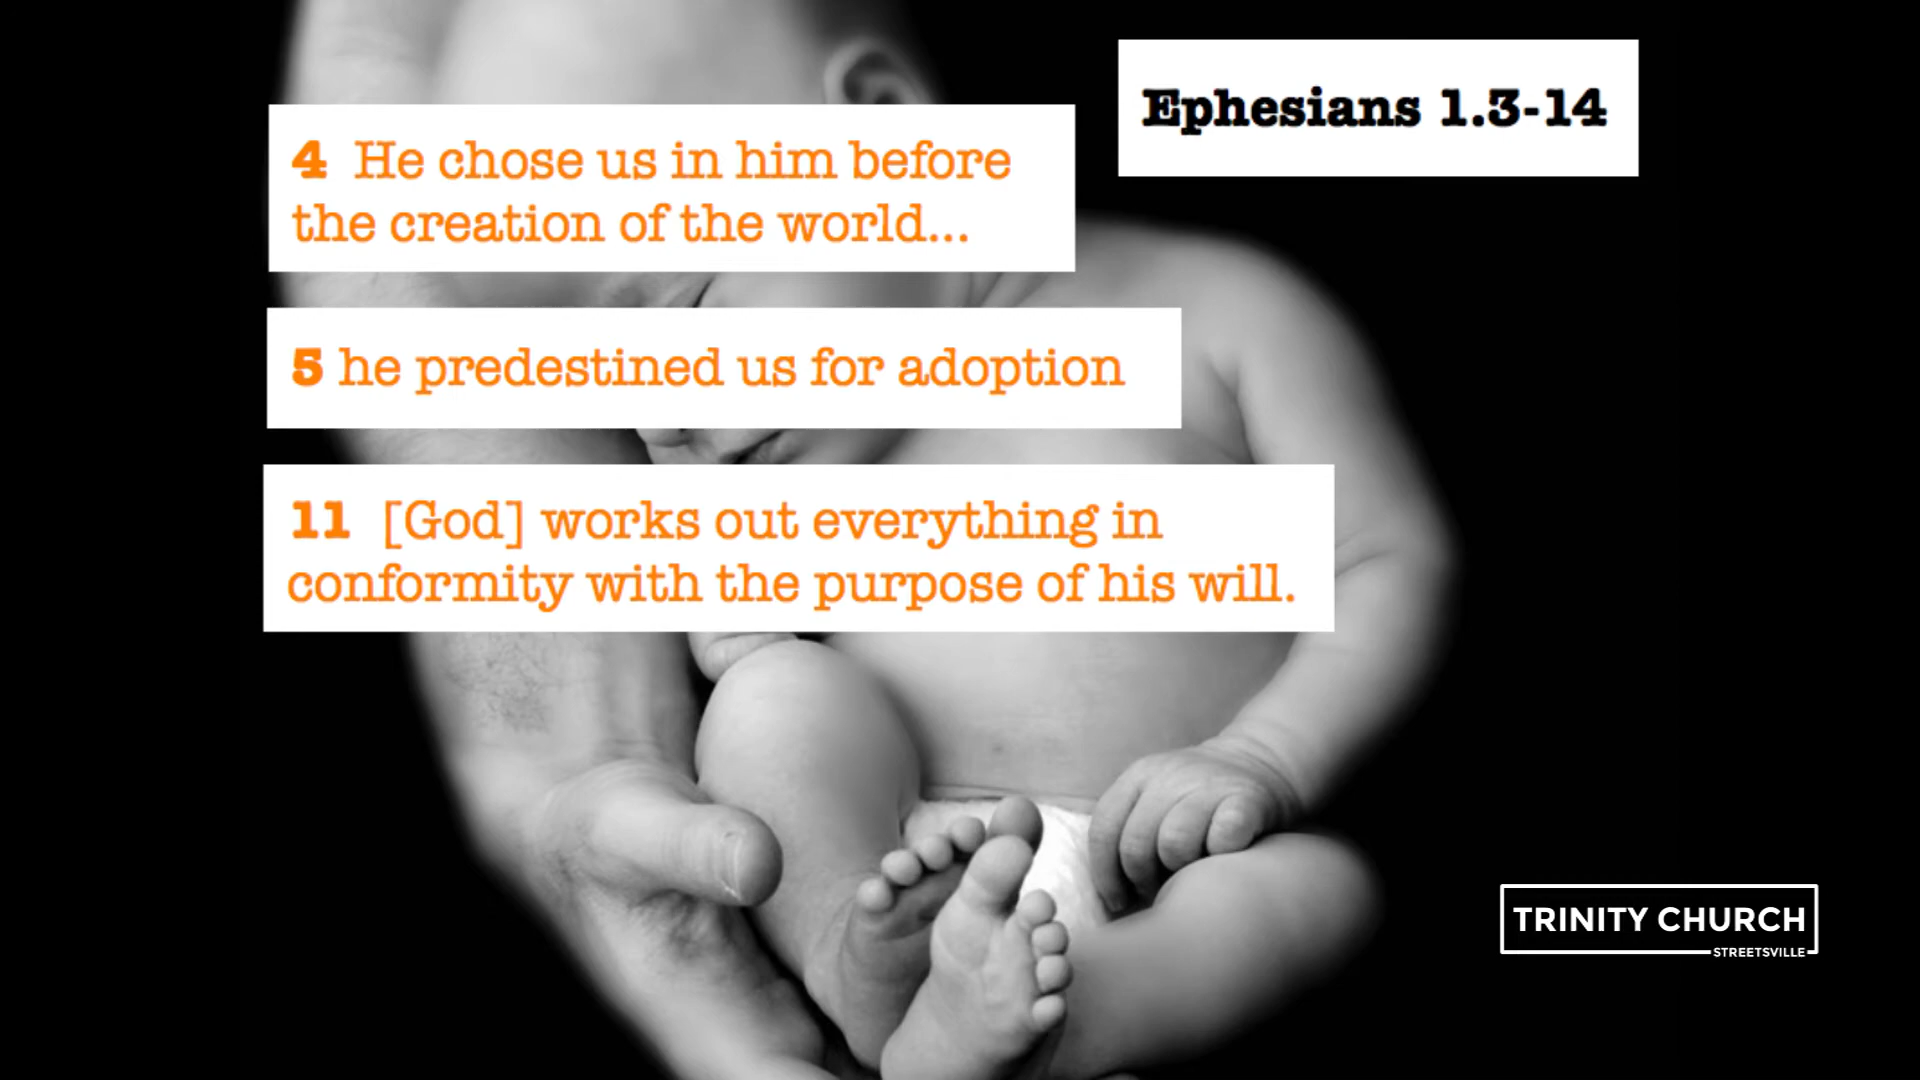 Ephesians 1.3-14
4 He chose us in him before
the creation of the world...
5 he predestined us for adoption
11 [God] works out everything in
conformity with the purpose of his will.
TRINITY CHURCH
STREETSVILLE